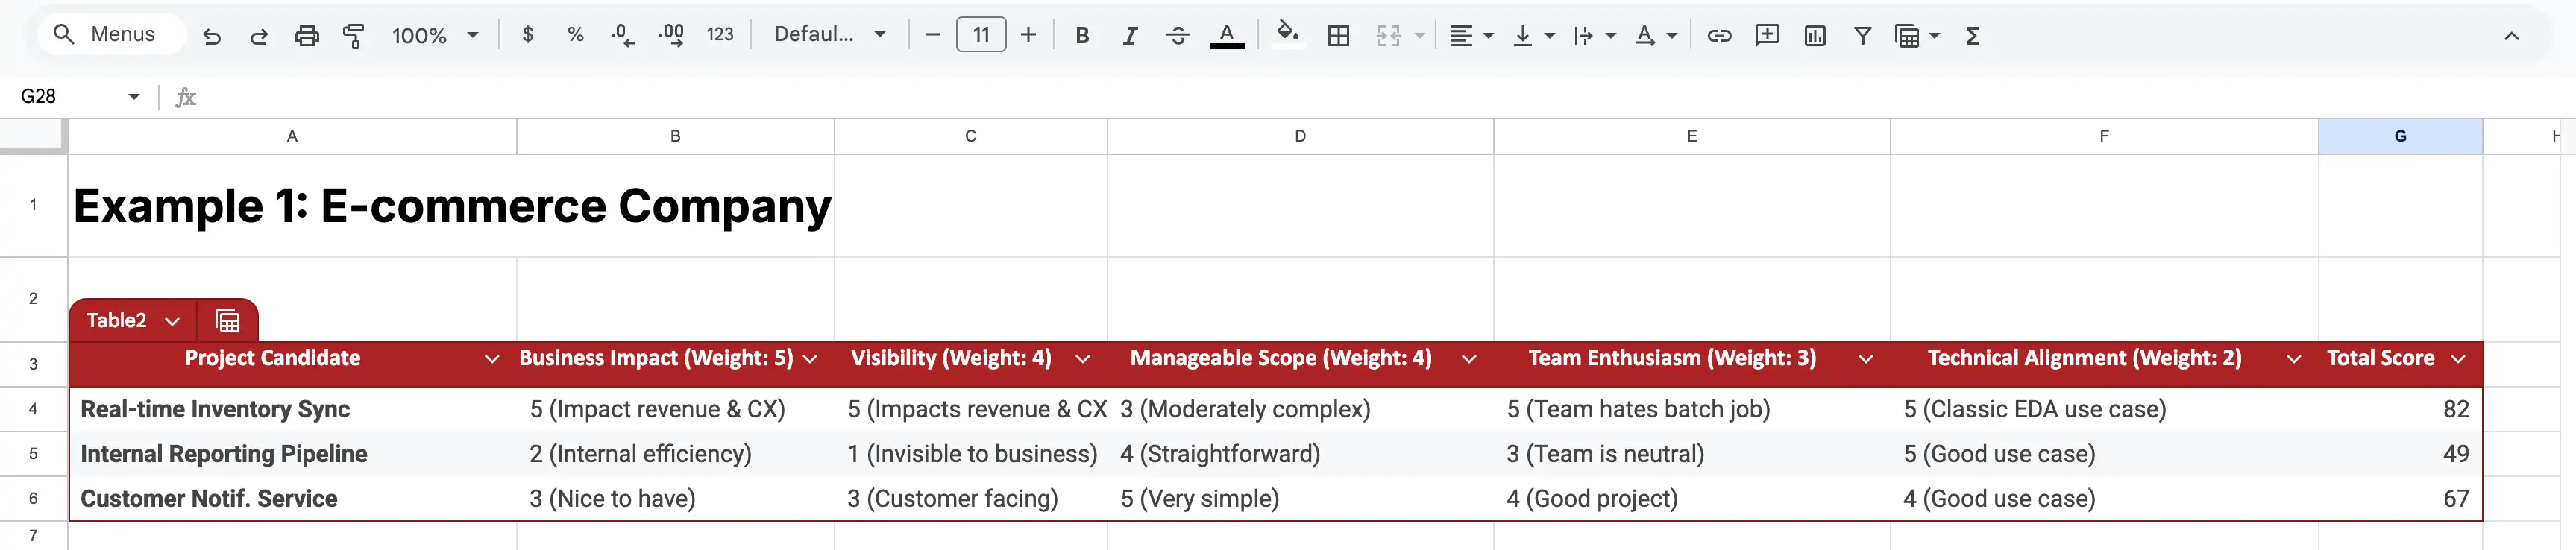 Menus 100% $ % .0 .00 123 Defaul... 11 B I S A A Σ
G28 fx
A B C D E F G H
1 Example 1: E-commerce Company
2
Table2
3 Project Candidate Business Impact (Weight: 5) Visibility (Weight: 4) Manageable Scope (Weight: 4) Team Enthusiasm (Weight: 3) Technical Alignment (Weight: 2) Total Score
4 Real-time Inventory Sync 5 (Impact revenue & CX) 5 (Impacts revenue & CX 3 (Moderately complex) 5 (Team hates batch job) 5 (Classic EDA use case) 82
5 Internal Reporting Pipeline 2 (Internal efficiency) 1 (Invisible to business) 4 (Straightforward) 3 (Team is neutral) 5 (Good use case) 49
6 Customer Notif. Service 3 (Nice to have) 3 (Customer facing) 5 (Very simple) 4 (Good project) 4 (Good use case) 67
7